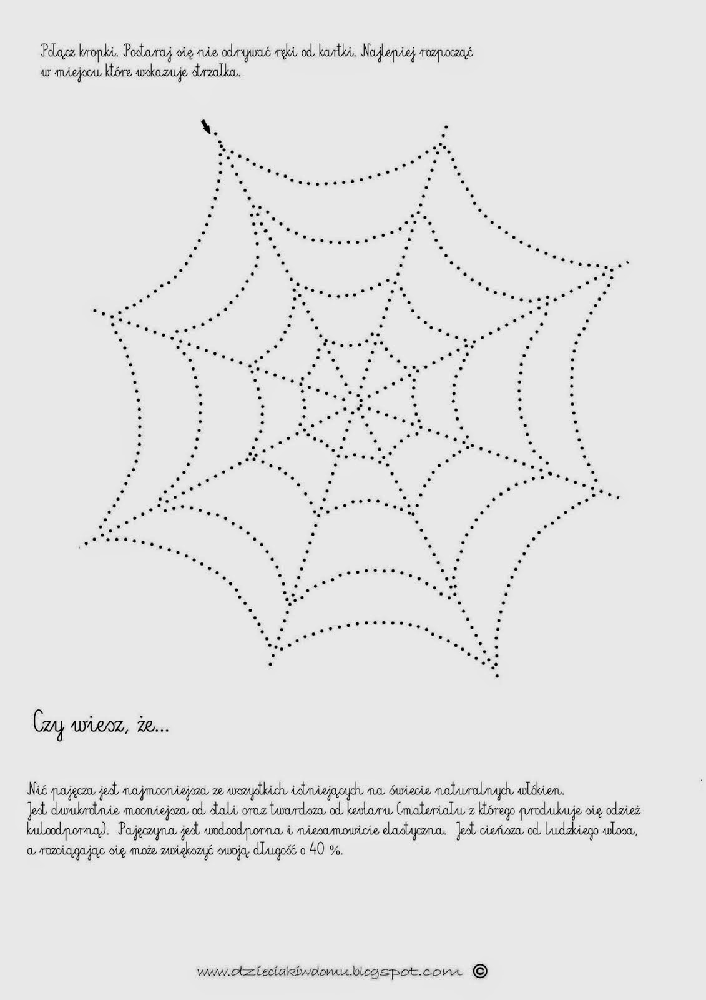 Połącz kropki. Postaraj się nie odrywać ręki od kartki. Najlepiej rozpocząć
w miejscu które wskazuje strzałka.
Czy wiesz, że...
Nić pajęcza jest najmocniejsza ze wszystkich istniejących na świecie naturalnych włókien.
Jest dwukrotnie mocniejsza od stali oraz twardsza od kevlaru (materiału z którego produkuje się odzież
kuloodporną). Pajęczyna jest wodoodporna i niesamowicie elastyczna. Jest cieńsza od ludzkiego włosa,
a rozciągając się może zwiększyć swoją długość o 40 %.
www.dzieciakiwdomu.blogspot.com ©